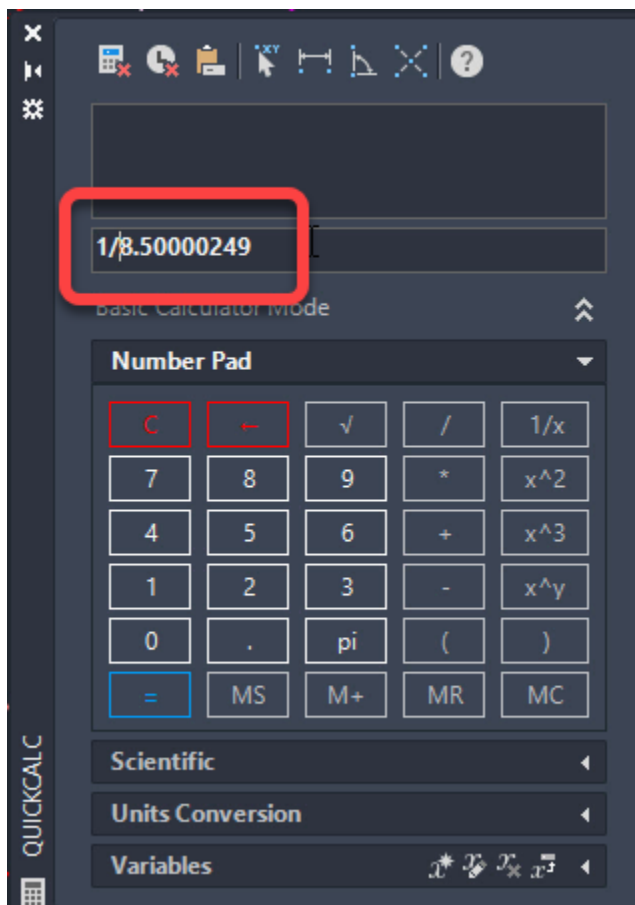 XY
?
1/8.50000249
Basic Calculator Mode
Number Pad
C ← √ / 1/x
7 8 9 * x^2
4 5 6 + x^3
1 2 3 - x^y
0 . pi ( )
= MS M+ MR MC
Scientific
Units Conversion
Variables
QUICKCALC